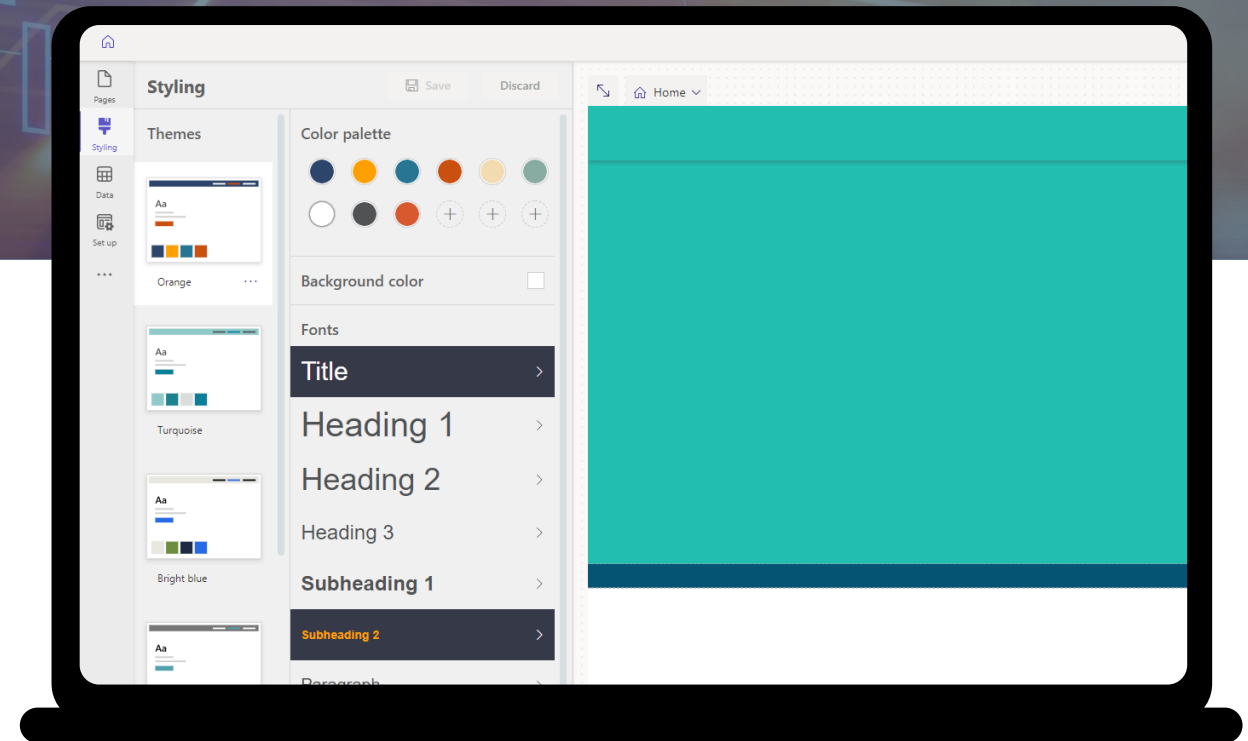 Pages
Styling
Data
Set up
Styling
Save
Discard
Themes
Aa
Orange
Aa
Turquoise
Aa
Bright blue
Aa
Color palette
Background color
Fonts
Title
Heading 1
Heading 2
Heading 3
Subheading 1
Subheading 2
Paragraph
Home